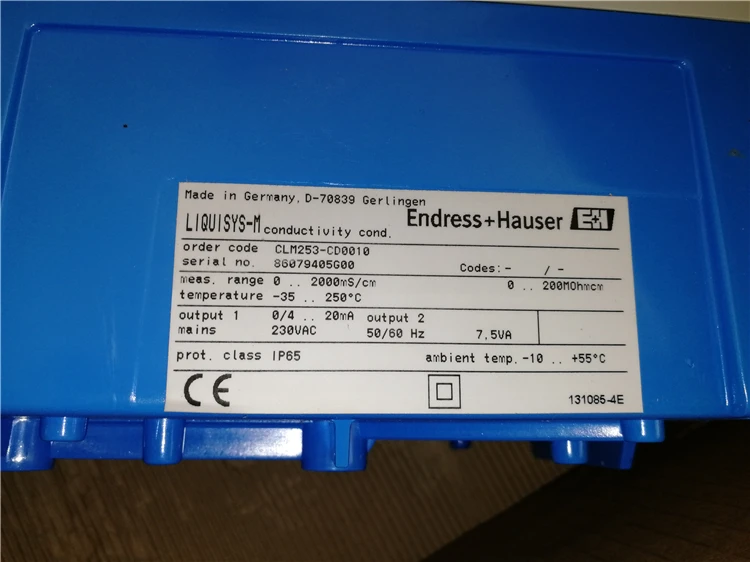 Made in Germany, D-70839 Gerlingen
LIQUISYS-M conductivity cond. Endress+Hauser E+H
order code CLM253-CD0010
serial no. 86079405G00 Codes: - / -
meas. range 0 .. 2000mS/cm 0 .. 200MOhmcm
temperature -35 .. 250°C
output 1 0/4 .. 20mA output 2
mains 230VAC 50/60 Hz 7,5VA
prot. class IP65 ambient temp. -10 .. +55°C
CE 131085-4E